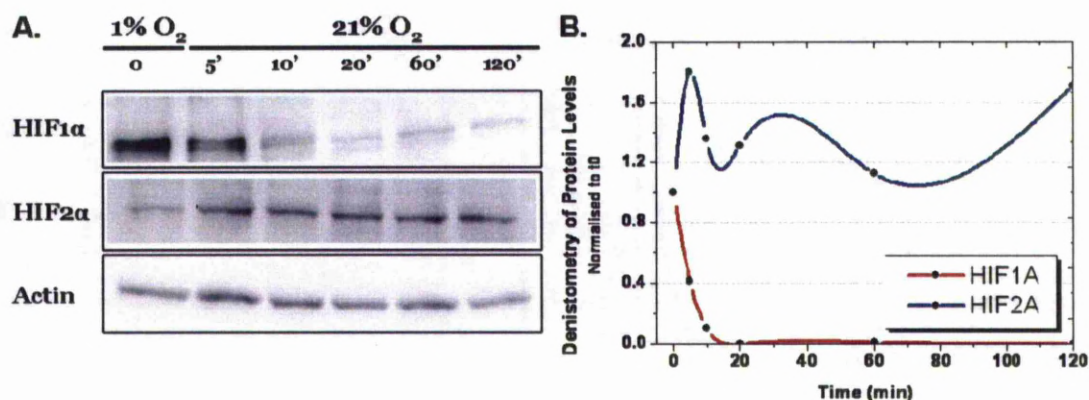 A.
1% O2 21% O2
0 5' 10' 20' 60' 120'
HIF1α
HIF2α
Actin
B.
Denistometry of Protein Levels
Normalised to t0
2.0
1.6
1.2
0.8
0.4
0.0
0 20 40 60 80 100 120
Time (min)
HIF1A
HIF2A